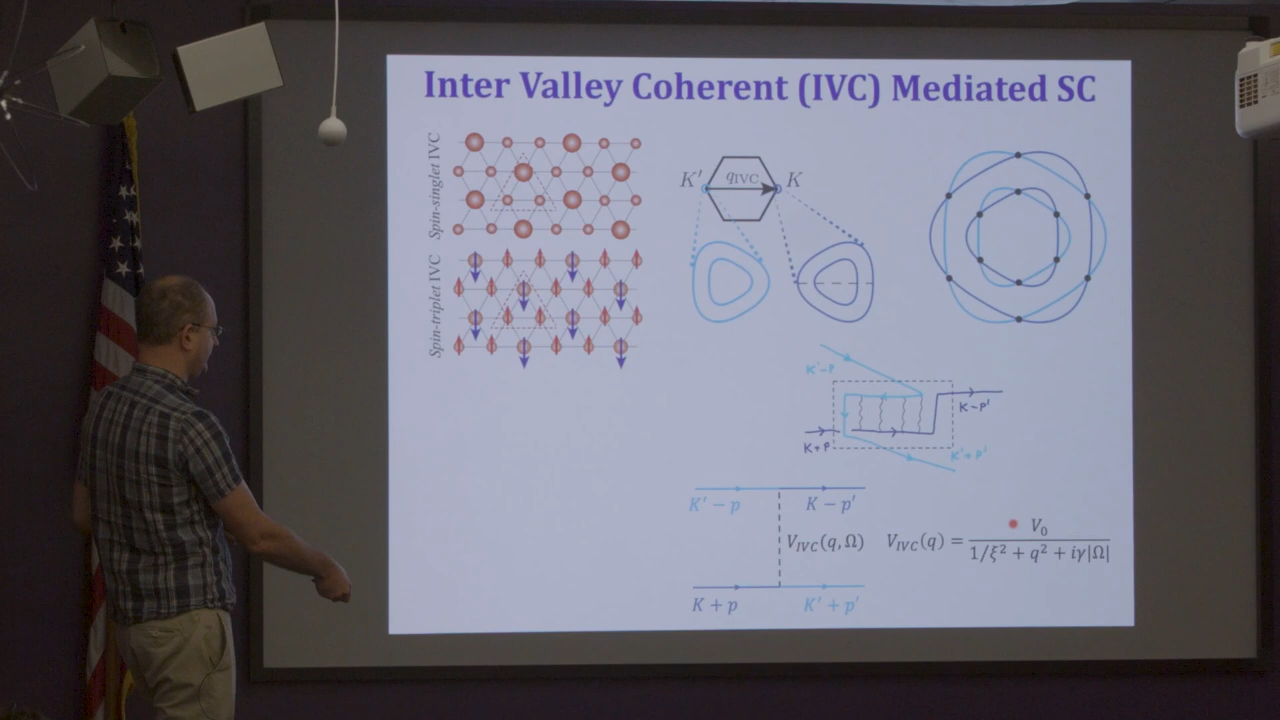 Inter Valley Coherent (IVC) Mediated SC
Spin-singlet IVC
Spin-triplet IVC
K′ q_IVC K
K'-P
K-P'
K+P
K'+P'
K′ − p K − p′
V_IVC(q, Ω) V_IVC(q) = V_0 / 1/ξ² + q² + iγ|Ω|
K + p K′ + p′